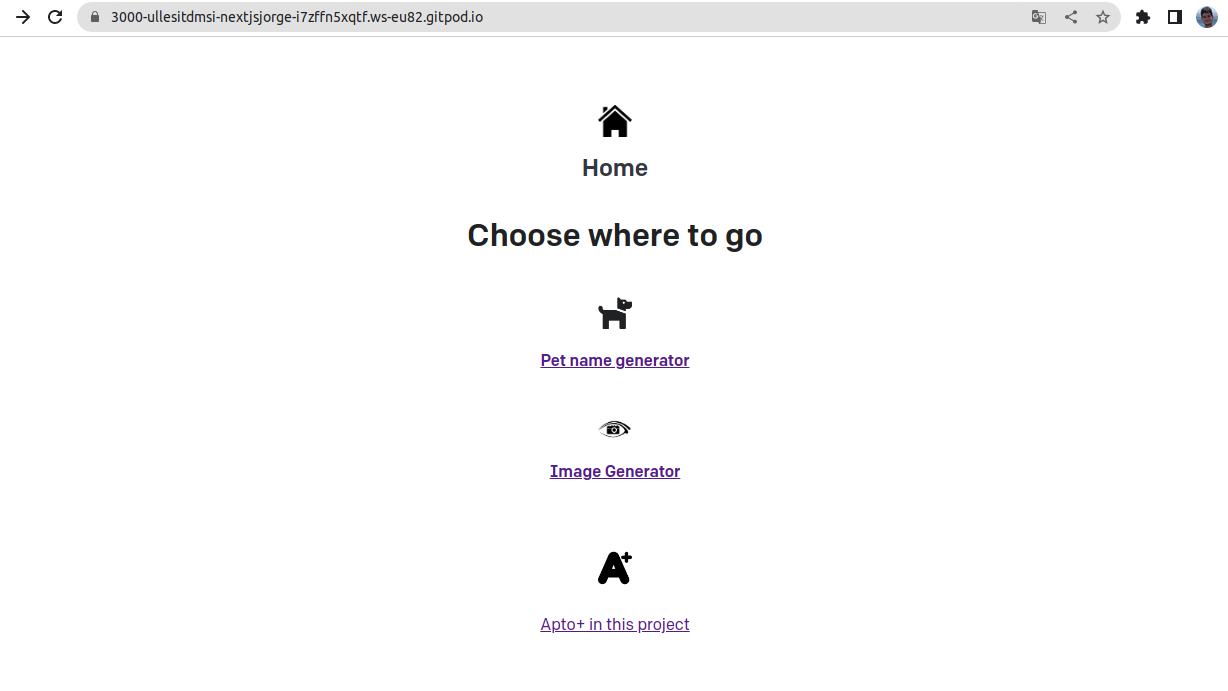 3000-ullesitdmsi-nextjsjorge-i7zffn5xqtf.ws-eu82.gitpod.io
Home
Choose where to go
Pet name generator
Image Generator
A+
Apto+ in this project